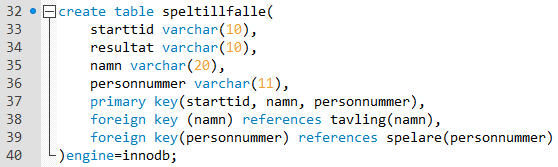 32 create table speltillfalle(
33 starttid varchar(10),
34 resultat varchar(10),
35 namn varchar(20),
36 personnummer varchar(11),
37 primary key(starttid, namn, personnummer),
38 foreign key (namn) references tavling(namn),
39 foreign key(personnummer) references spelare(personnummer)
40 )engine=innodb;